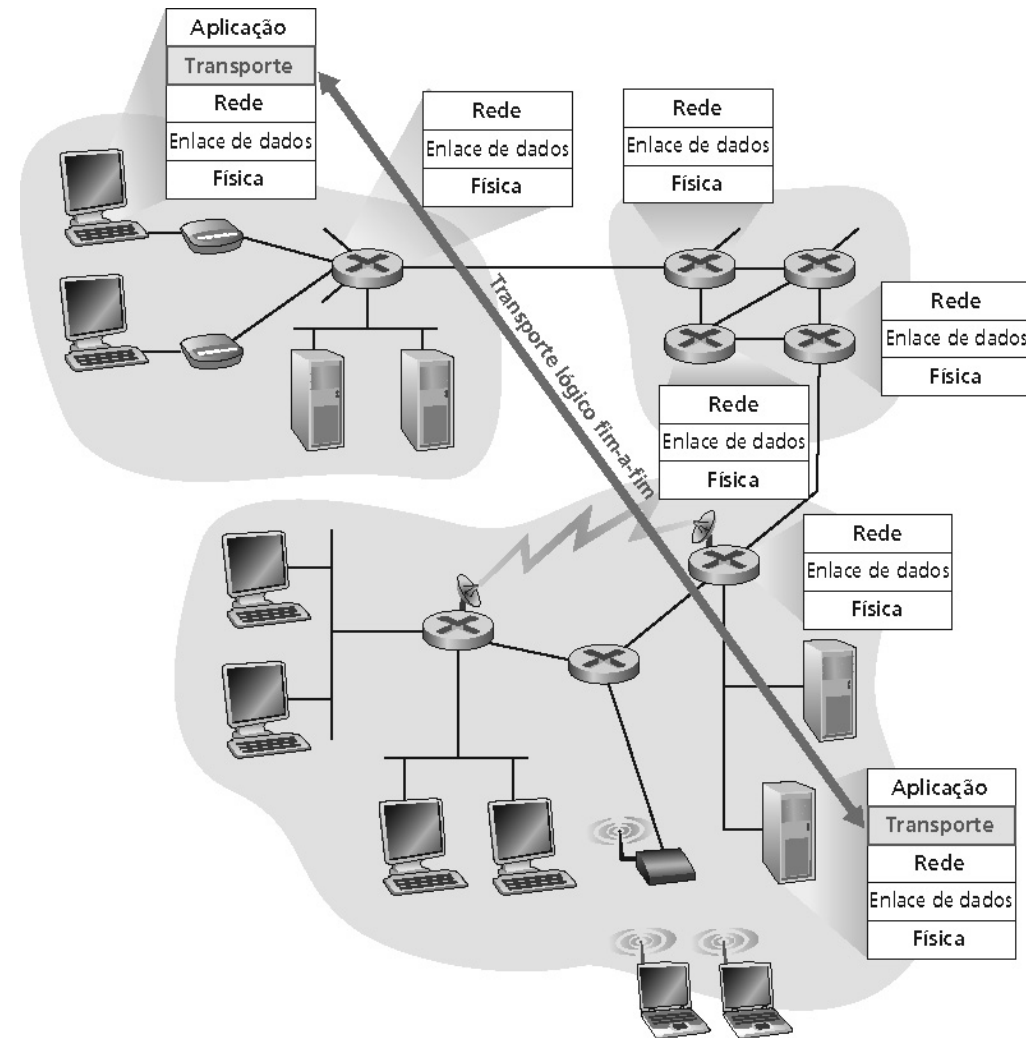 Aplicação
Transporte
Rede
Enlace de dados
Física
Rede
Enlace de dados
Física
Rede
Enlace de dados
Física
Transporte lógico fim-a-fim
Rede
Enlace de dados
Física
Rede
Enlace de dados
Física
Rede
Enlace de dados
Física
Aplicação
Transporte
Rede
Enlace de dados
Física